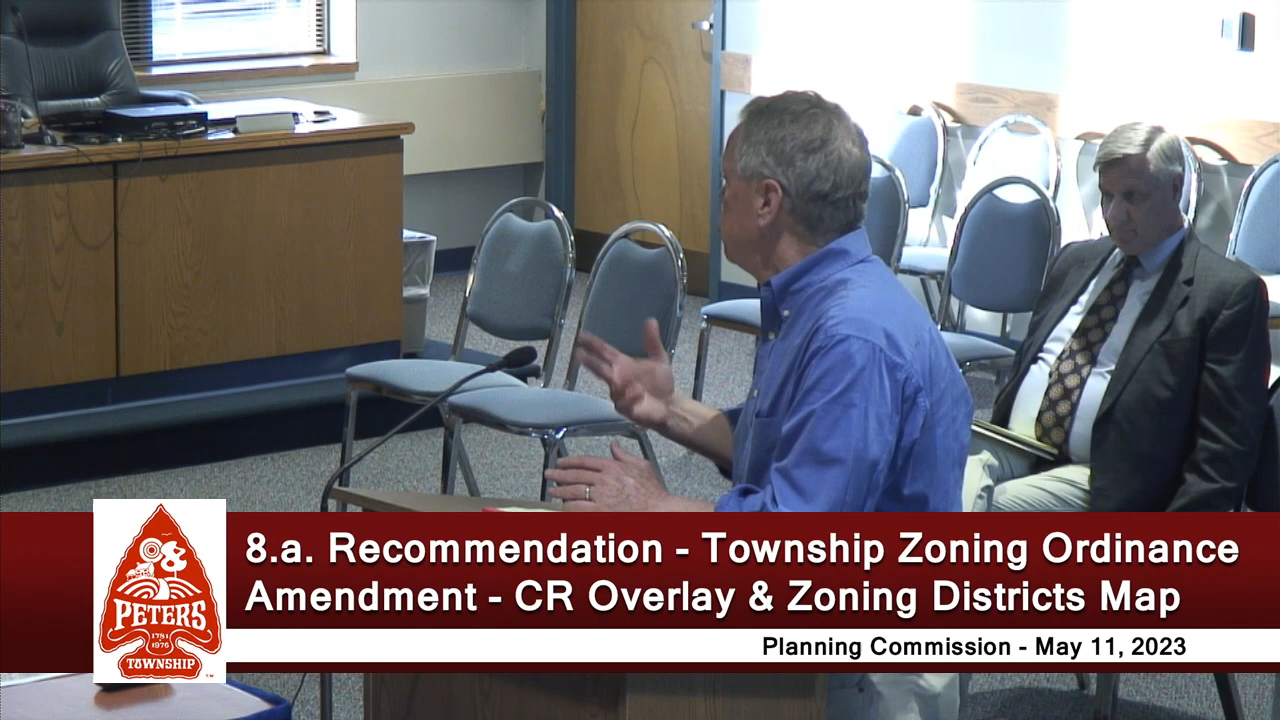 8.a. Recommendation - Township Zoning Ordinance
Amendment - CR Overlay & Zoning Districts Map
Planning Commission - May 11, 2023
PETERS
1781
1976
TOWNSHIP
T.M.